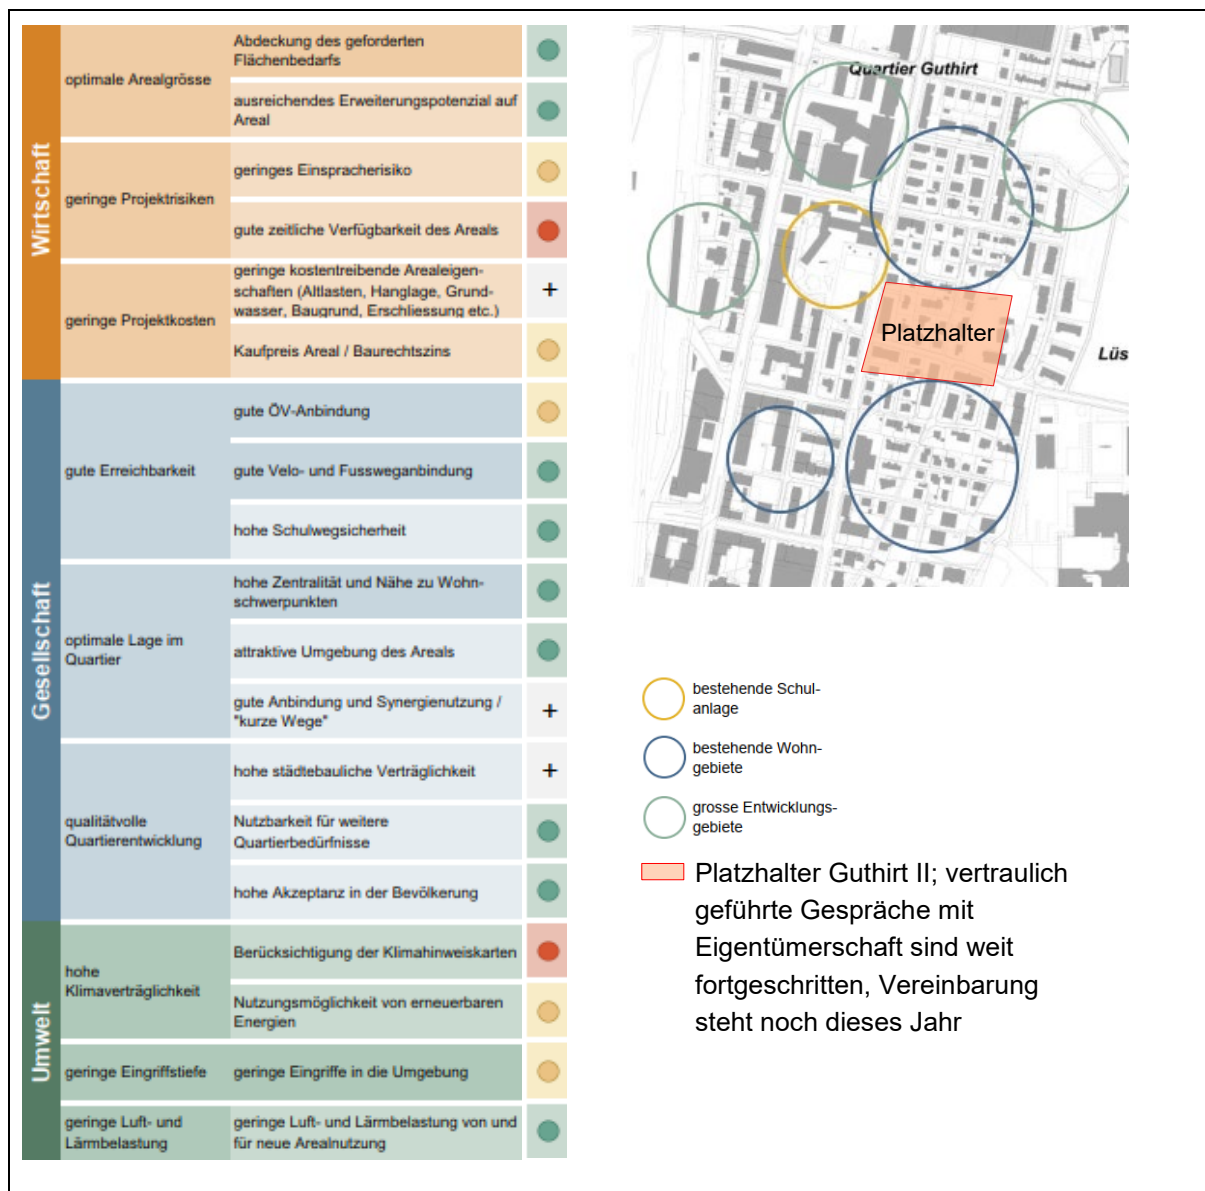 Wirtschaft
optimale Arealgrösse
Abdeckung des geforderten
Flächenbedarfs
ausreichendes Erweiterungspotenzial auf
Areal
geringe Projektrisiken
geringes Einspracherisiko
gute zeitliche Verfügbarkeit des Areals
geringe Projektkosten
geringe kostentreibende Arealeigen-
schaften (Altlasten, Hanglage, Grund-
wasser, Baugrund, Erschliessung etc.)
+
Kaufpreis Areal / Baurechtszins
Gesellschaft
gute Erreichbarkeit
gute ÖV-Anbindung
gute Velo- und Fussweganbindung
hohe Schulwegsicherheit
optimale Lage im
Quartier
hohe Zentralität und Nähe zu Wohn-
schwerpunkten
attraktive Umgebung des Areals
gute Anbindung und Synergienutzung /
"kurze Wege"
+
qualitätvolle
Quartierentwicklung
hohe städtebauliche Verträglichkeit
+
Nutzbarkeit für weitere
Quartierbedürfnisse
hohe Akzeptanz in der Bevölkerung
Umwelt
hohe
Klimaverträglichkeit
Berücksichtigung der Klimahinweiskarten
Nutzungsmöglichkeit von erneuerbaren
Energien
geringe Eingriffstiefe
geringe Eingriffe in die Umgebung
geringe Luft- und
Lärmbelastung
geringe Luft- und Lärmbelastung von und
für neue Arealnutzung
Quartier Guthirt
Platzhalter
Lüs
bestehende Schul-
anlage
bestehende Wohn-
gebiete
grosse Entwicklungs-
gebiete
Platzhalter Guthirt II; vertraulich
geführte Gespräche mit
Eigentümerschaft sind weit
fortgeschritten, Vereinbarung
steht noch dieses Jahr